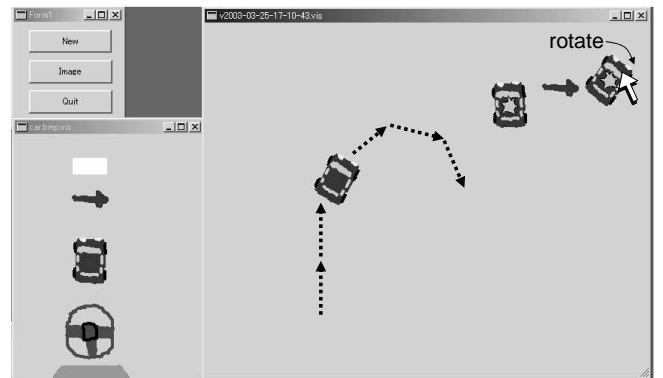 Form1
New
Image
Quit
car.bmp.vis
v2003-03-25-17-10-43.vis
rotate